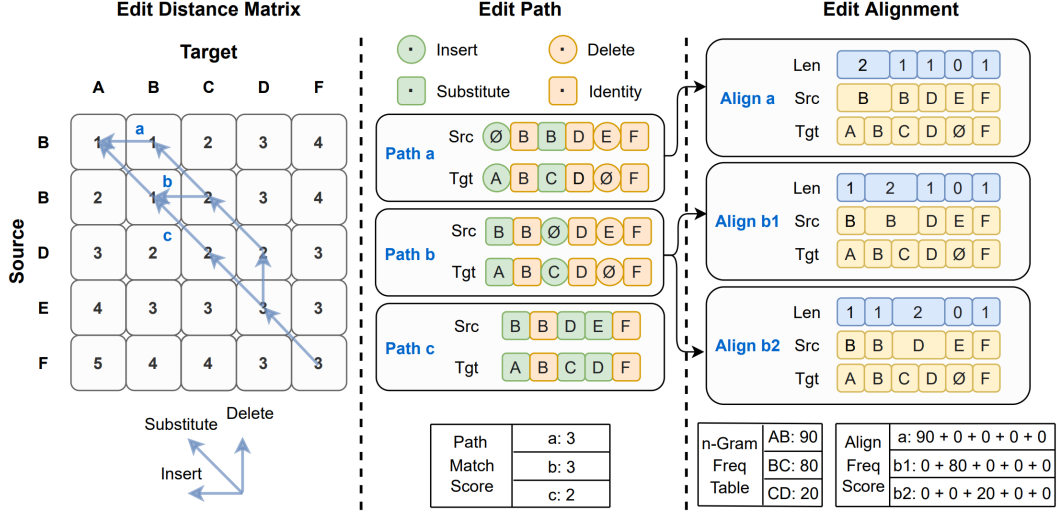 Edit Distance Matrix
Target
A B C D F
Source
B 1 1 2 3 4
B 2 1 2 3 4
D 3 2 2 2 3
E 4 3 3 3 3
F 5 4 4 3 3
a
b
c
Substitute
Delete
Insert
Edit Path
Insert
Delete
Substitute
Identity
Path a
Src Ø B B D E F
Tgt A B C D Ø F
Path b
Src B B Ø D E F
Tgt A B C D Ø F
Path c
Src B B D E F
Tgt A B C D F
Path Match Score
a: 3
b: 3
c: 2
Edit Alignment
Align a
Len 2 1 1 0 1
Src B B D E F
Tgt A B C D Ø F
Align b1
Len 1 2 1 0 1
Src B B D E F
Tgt A B C D Ø F
Align b2
Len 1 1 2 0 1
Src B B D E F
Tgt A B C D Ø F
n-Gram
Freq
Table
AB: 90
BC: 80
CD: 20
Align
Freq
Score
a: 90 + 0 + 0 + 0 + 0
b1: 0 + 80 + 0 + 0 + 0
b2: 0 + 0 + 20 + 0 + 0